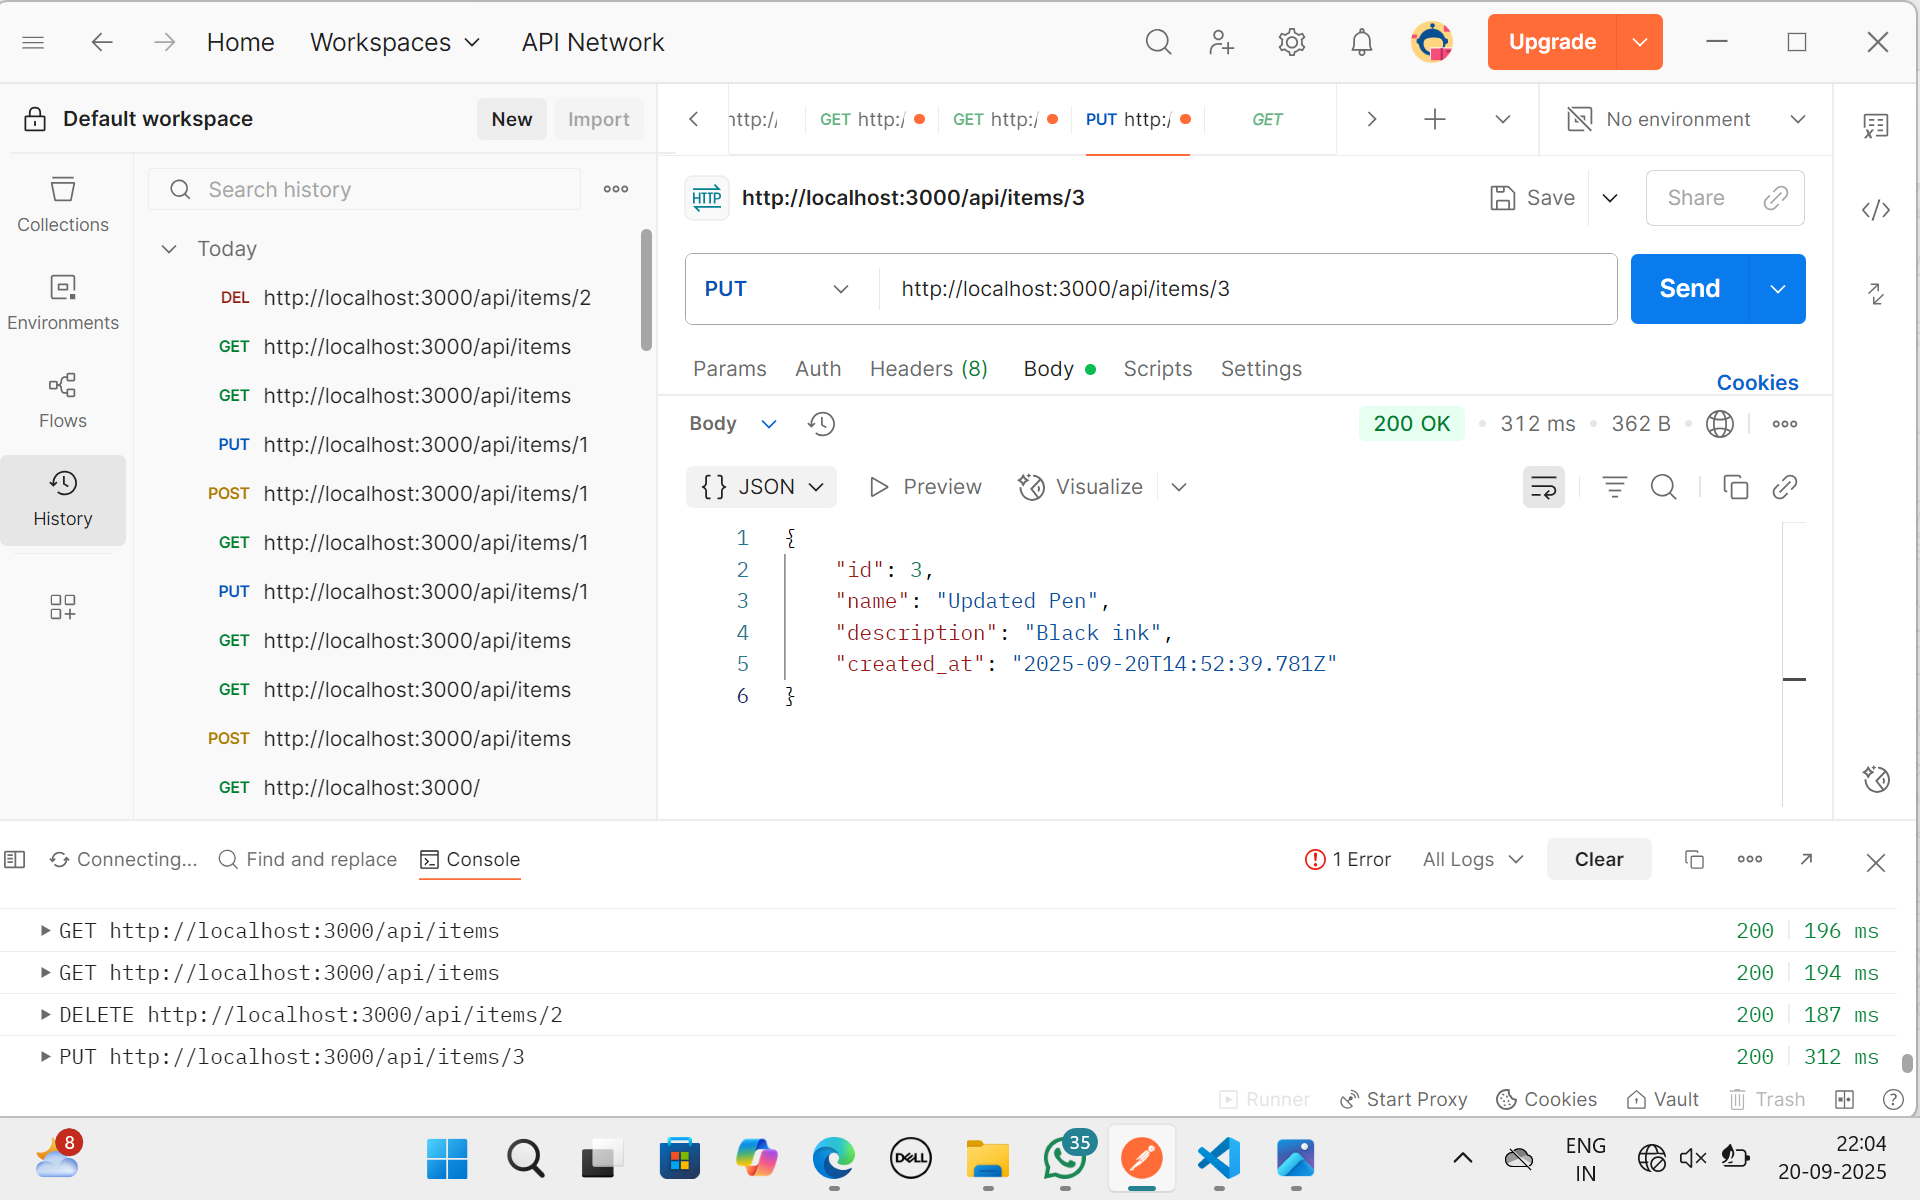 Home Workspaces API Network Upgrade
Default workspace New Import
http:// GET http:/ GET http:/ PUT http:/ GET No environment
Collections
Environments
Flows
History
Search history
Today
DEL http://localhost:3000/api/items/2
GET http://localhost:3000/api/items
GET http://localhost:3000/api/items
PUT http://localhost:3000/api/items/1
POST http://localhost:3000/api/items/1
GET http://localhost:3000/api/items/1
PUT http://localhost:3000/api/items/1
GET http://localhost:3000/api/items
GET http://localhost:3000/api/items
POST http://localhost:3000/api/items
GET http://localhost:3000/
HTTP http://localhost:3000/api/items/3 Save Share
PUT http://localhost:3000/api/items/3 Send
Params Auth Headers (8) Body Scripts Settings Cookies
Body 200 OK • 312 ms • 362 B
{} JSON Preview Visualize
1 {
2 "id": 3,
3 "name": "Updated Pen",
4 "description": "Black ink",
5 "created_at": "2025-09-20T14:52:39.781Z"
6 }
Connecting... Find and replace Console 1 Error All Logs Clear
GET http://localhost:3000/api/items 200 196 ms
GET http://localhost:3000/api/items 200 194 ms
DELETE http://localhost:3000/api/items/2 200 187 ms
PUT http://localhost:3000/api/items/3 200 312 ms
Runner Start Proxy Cookies Vault Trash
8 DELL 35 ENG 22:04
IN 20-09-2025